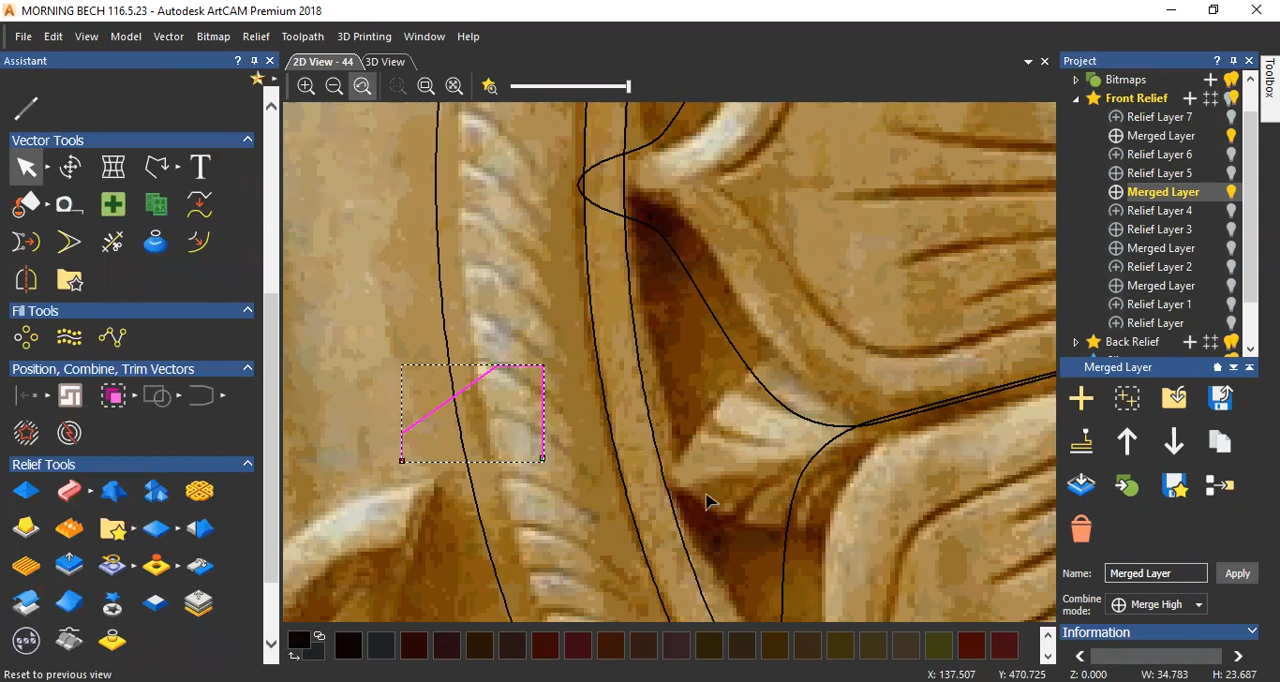 MORNING BECH 116.5.23 - Autodesk ArtCAM Premium 2018
File Edit View Model Vector Bitmap Relief Toolpath 3D Printing Window Help
Assistant
2D View - 44 3D View
Project
Toolbox
Bitmaps
Front Relief
Relief Layer 7
Merged Layer
Relief Layer 6
Relief Layer 5
Merged Layer
Relief Layer 4
Relief Layer 3
Merged Layer
Relief Layer 2
Merged Layer
Relief Layer 1
Relief Layer
Back Relief
Vector Tools
Fill Tools
Position, Combine, Trim Vectors
Relief Tools
Merged Layer
Name: Merged Layer Apply
Combine mode: Merge High
Information
Reset to previous view
X: 137.507 Y: 470.725 Z: 0.000 W: 34.783 H: 23.687